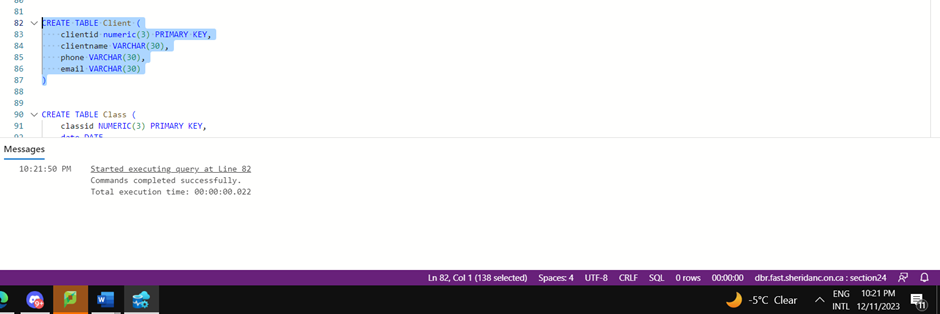 81
82 CREATE TABLE Client (
83 clientid numeric(3) PRIMARY KEY,
84 clientname VARCHAR(30),
85 phone VARCHAR(30),
86 email VARCHAR(30)
87 )
88
89
90 CREATE TABLE Class (
91 classid NUMERIC(3) PRIMARY KEY,
92 date DATE
Messages
10:21:50 PM Started executing query at Line 82
Commands completed successfully.
Total execution time: 00:00:00.022
Ln 82, Col 1 (138 selected) Spaces: 4 UTF-8 CRLF SQL 0 rows 00:00:00 dbr.fast.sheridanc.on.ca : section24
-5°C Clear ENG 10:21 PM
INTL 12/11/2023 11